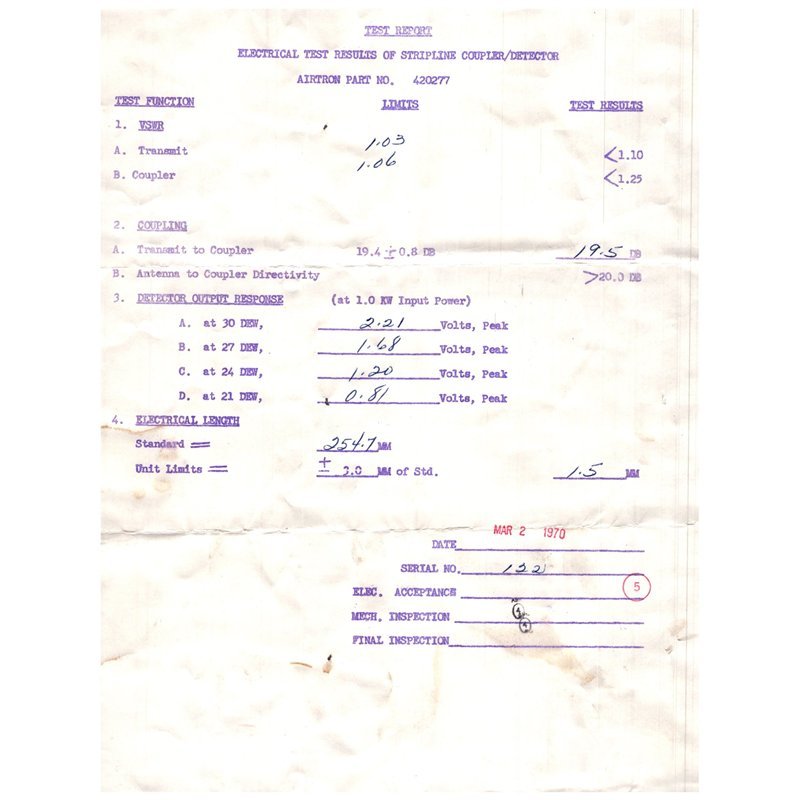 TEST REPORT
ELECTRICAL TEST RESULTS OF STRIPLINE COUPLER/DETECTOR
AIRTRON PART NO. 420277
TEST FUNCTION LIMITS TEST RESULTS
1. VSWR
A. Transmit 1.03 <1.10
B. Coupler 1.06 <1.25
2. COUPLING
A. Transmit to Coupler 19.4 ± 0.8 DB 19.5 DB
B. Antenna to Coupler Directivity >20.0 DB
3. DETECTOR OUTPUT RESPONSE (at 1.0 KW Input Power)
A. at 30 DEW, 2.21 Volts, Peak
B. at 27 DEW, 1.68 Volts, Peak
C. at 24 DEW, 1.20 Volts, Peak
D. at 21 DEW, 0.81 Volts, Peak
4. ELECTRICAL LENGTH
Standard = 254.7 MM
Unit Limits = ± 3.0 MM of Std. 1.5 MM
MAR 2 1970
DATE
SERIAL NO. 122
ELEC. ACCEPTANCE 5
MECH. INSPECTION
FINAL INSPECTION